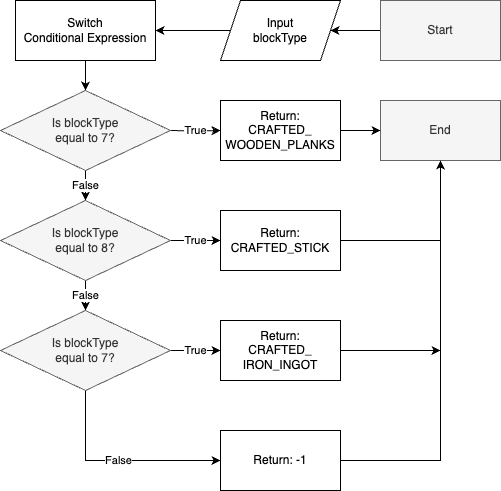 Switch
Conditional Expression
Input
blockType
Start
Is blockType
equal to 7?
True
Return:
CRAFTED_
WOODEN_PLANKS
End
False
Is blockType
equal to 8?
True
Return:
CRAFTED_STICK
False
Is blockType
equal to 7?
True
Return:
CRAFTED_
IRON_INGOT
False
Return: -1